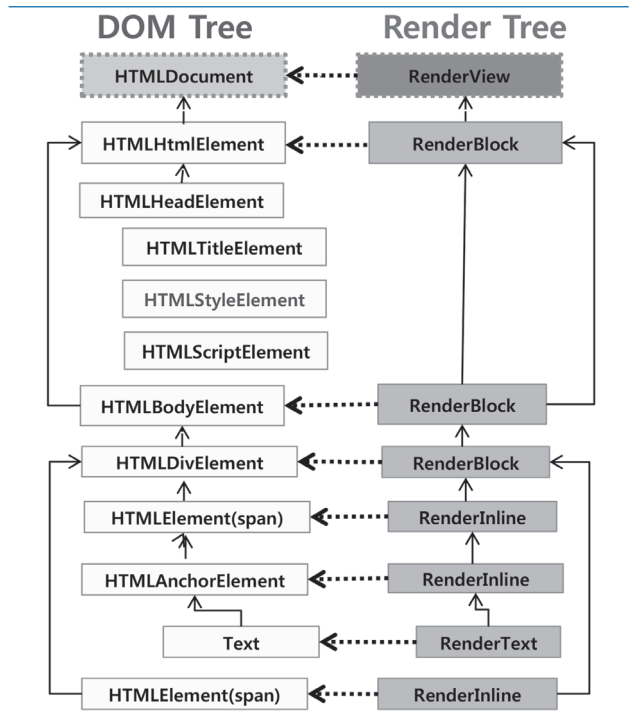 DOM Tree
Render Tree
HTMLDocument
RenderView
HTMLHtmlElement
RenderBlock
HTMLHeadElement
HTMLTitleElement
HTMLStyleElement
HTMLScriptElement
HTMLBodyElement
RenderBlock
HTMLDivElement
RenderBlock
HTMLElement(span)
RenderInline
HTMLAnchorElement
RenderInline
Text
RenderText
HTMLElement(span)
RenderInline